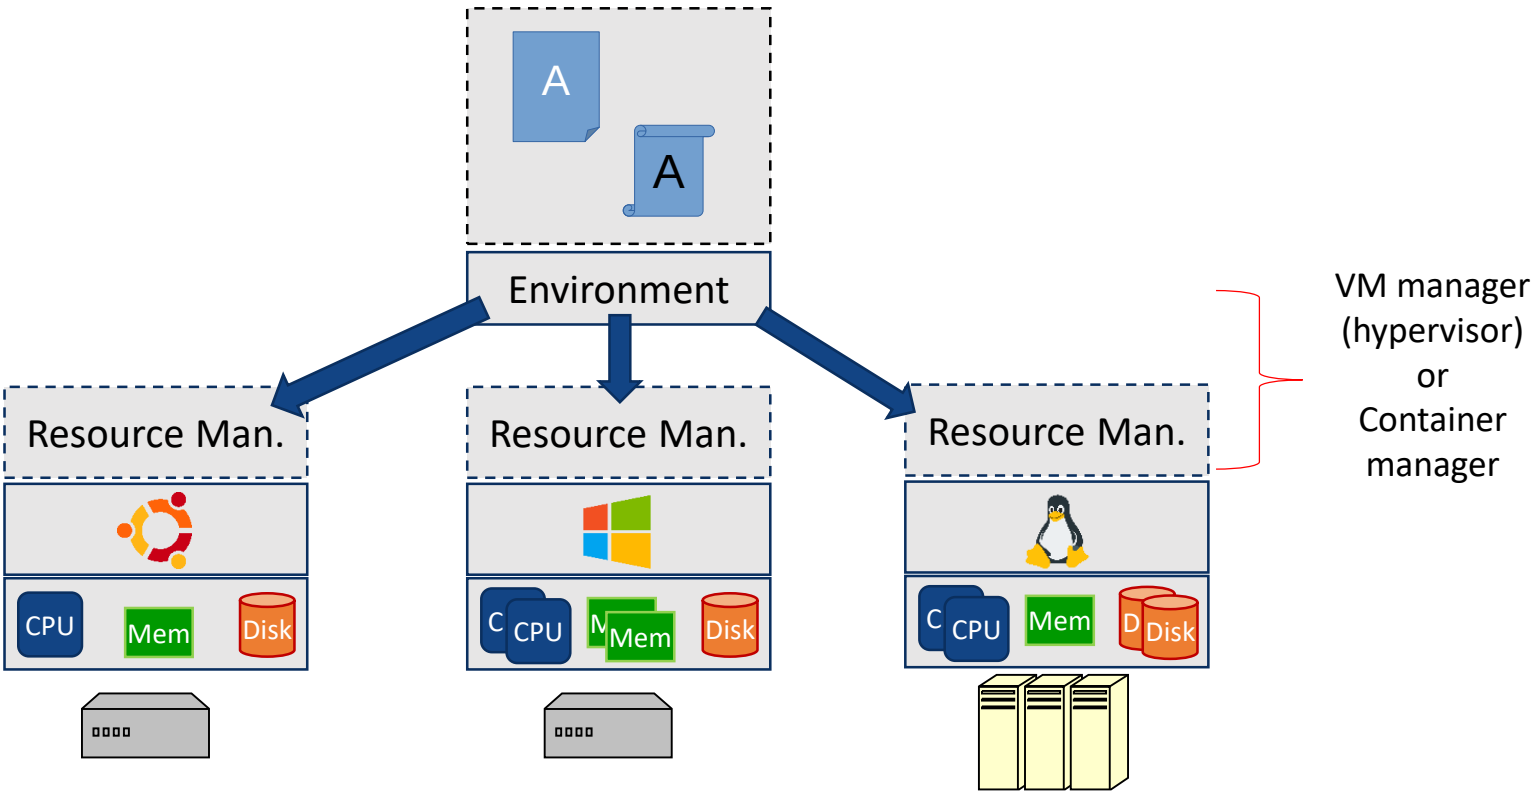 A
A
Environment
VM manager
(hypervisor)
or
Container
manager
Resource Man.
Resource Man.
Resource Man.
CPU
Mem
Disk
C
CPU
M
Mem
Disk
C
CPU
Mem
D
Disk